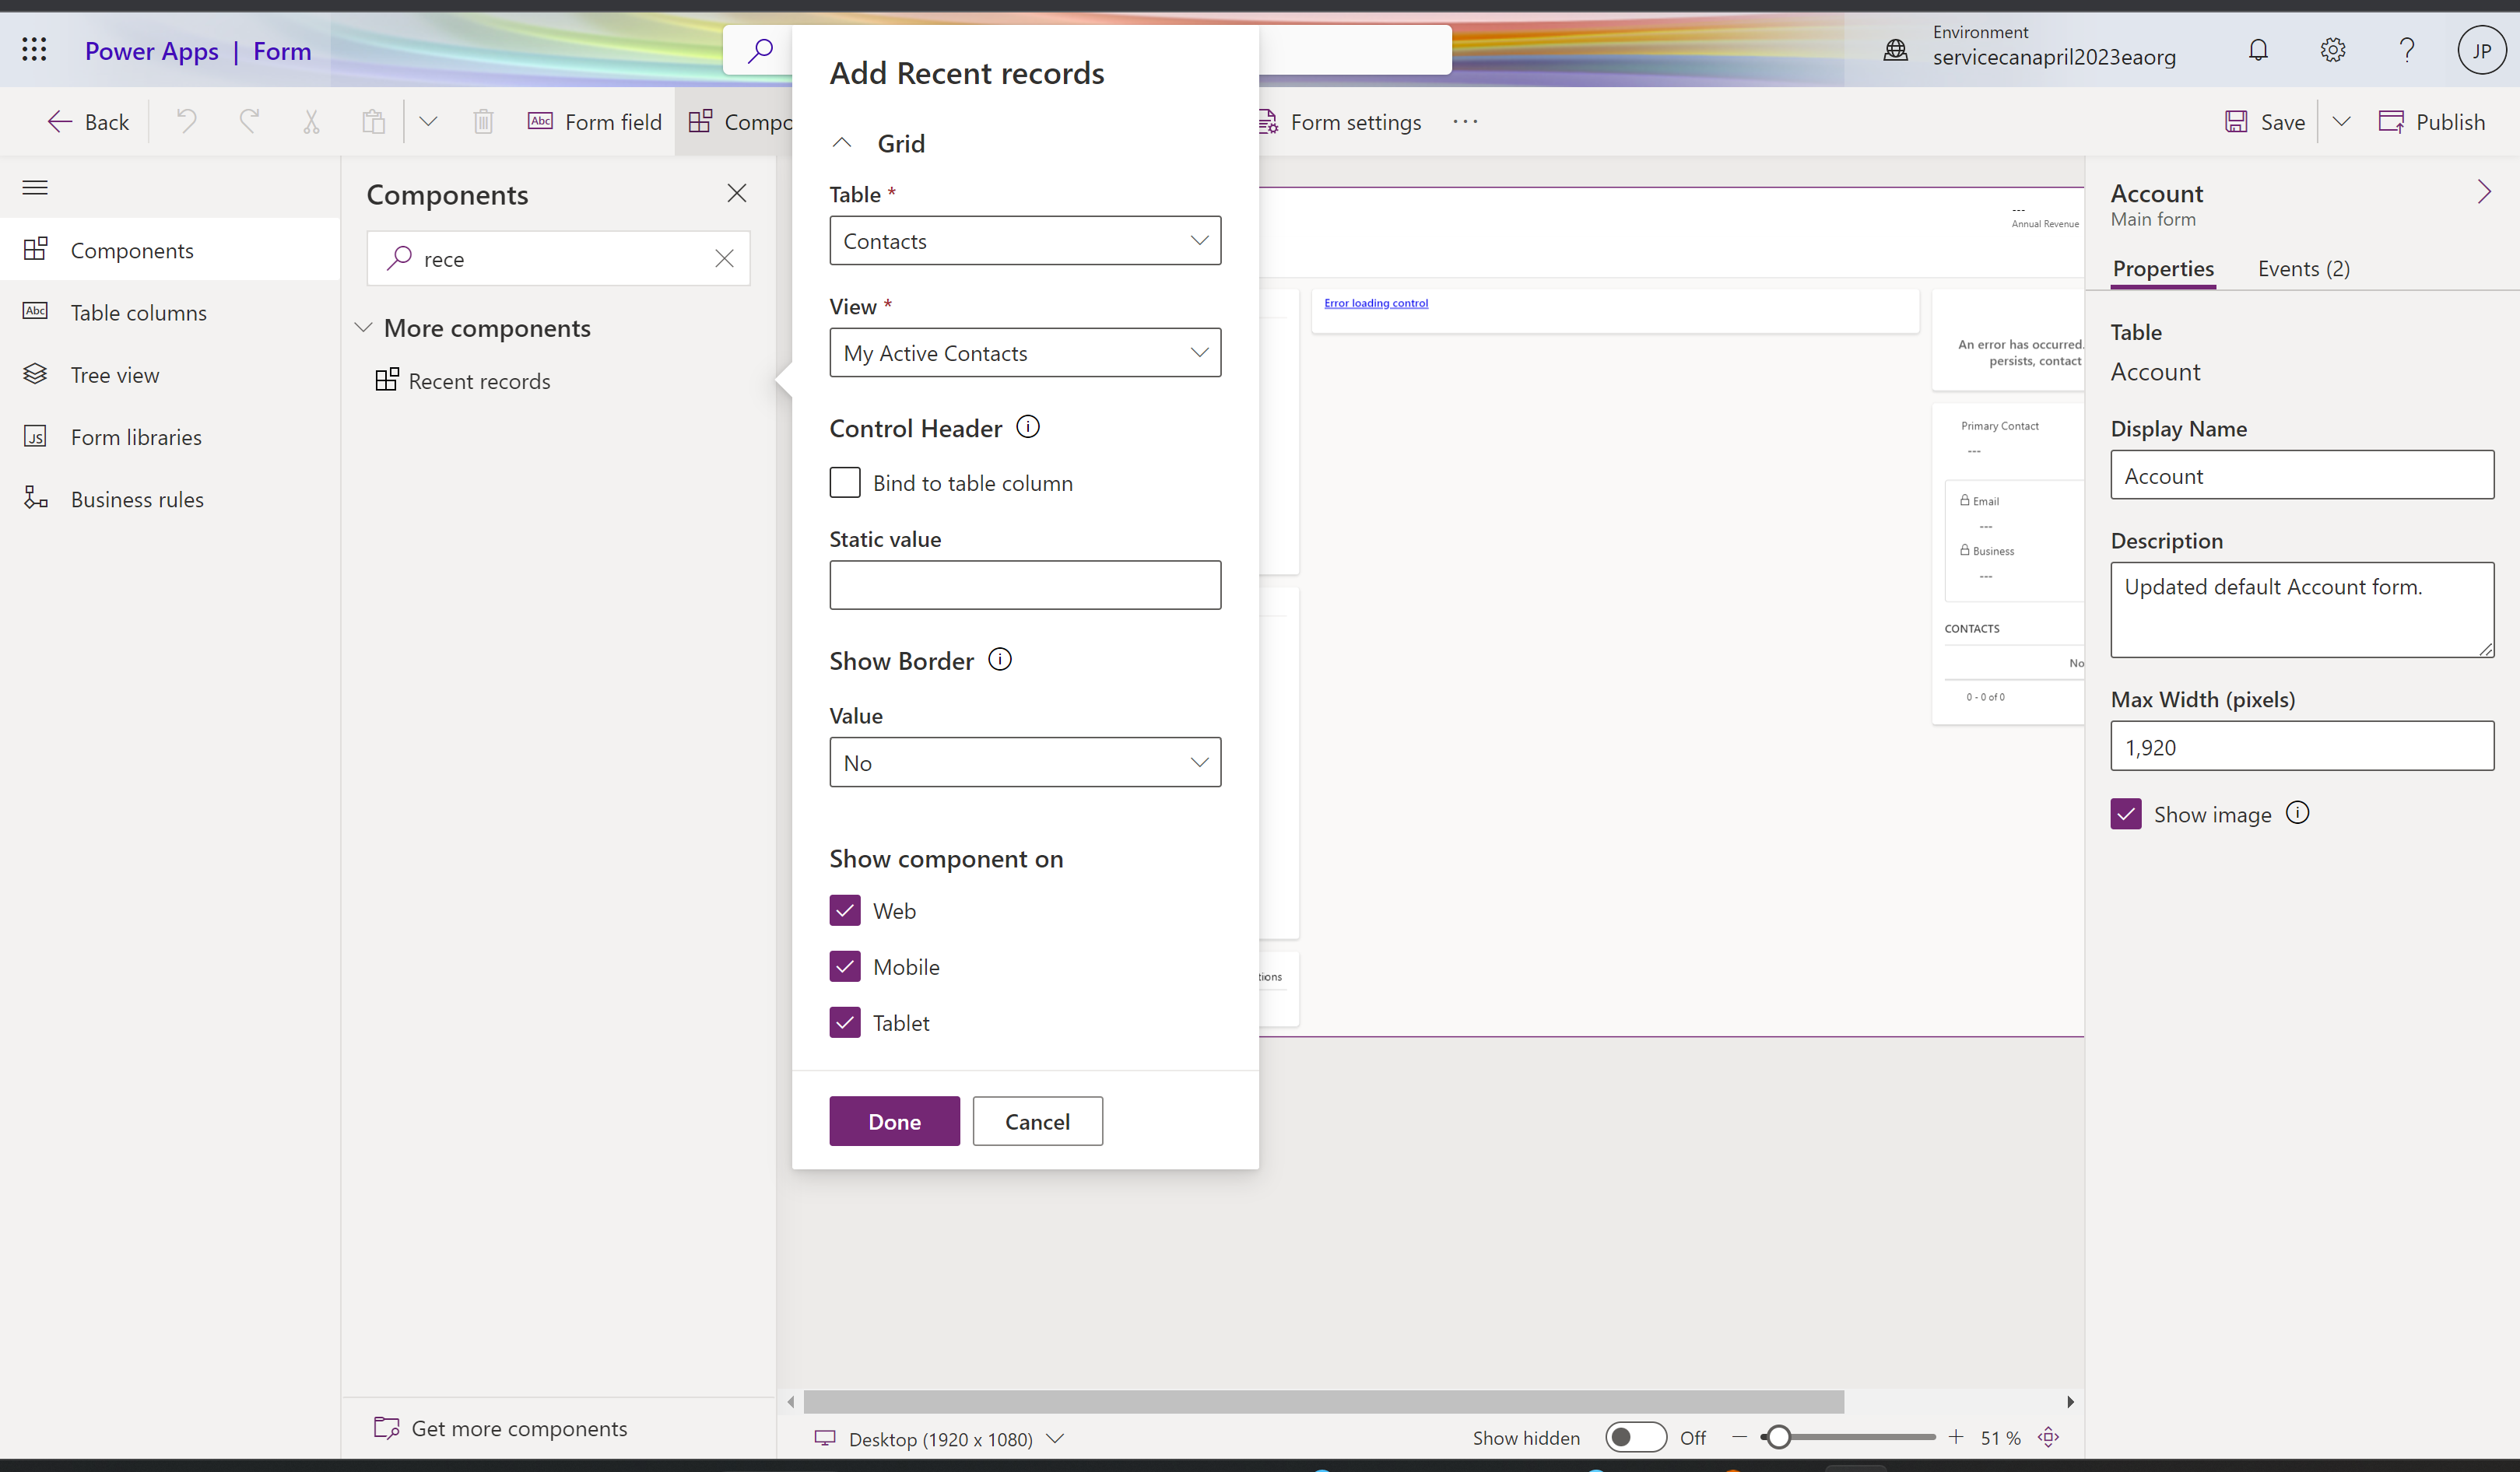 Power Apps | Form
Environment
servicecanapril2023eaorg
JP
Back
Abc
Form field
Compo
Form settings
Save
Publish
Components
Abc
Table columns
Tree view
JS
Form libraries
Business rules
Components
rece
More components
Recent records
Get more components
Add Recent records
Grid
Table *
Contacts
View *
My Active Contacts
Control Header
Bind to table column
Static value
Show Border
Value
No
Show component on
Web
Mobile
Tablet
Done
Cancel
---
Annual Revenue
Error loading control
An error has occurred.
persists, contact
Primary Contact
---
Email
---
Business
---
CONTACTS
No
0 - 0 of 0
tions
Desktop (1920 x 1080)
Show hidden
Off
51 %
Account
Main form
Properties
Events (2)
Table
Account
Display Name
Account
Description
Updated default Account form.
Max Width (pixels)
1,920
Show image